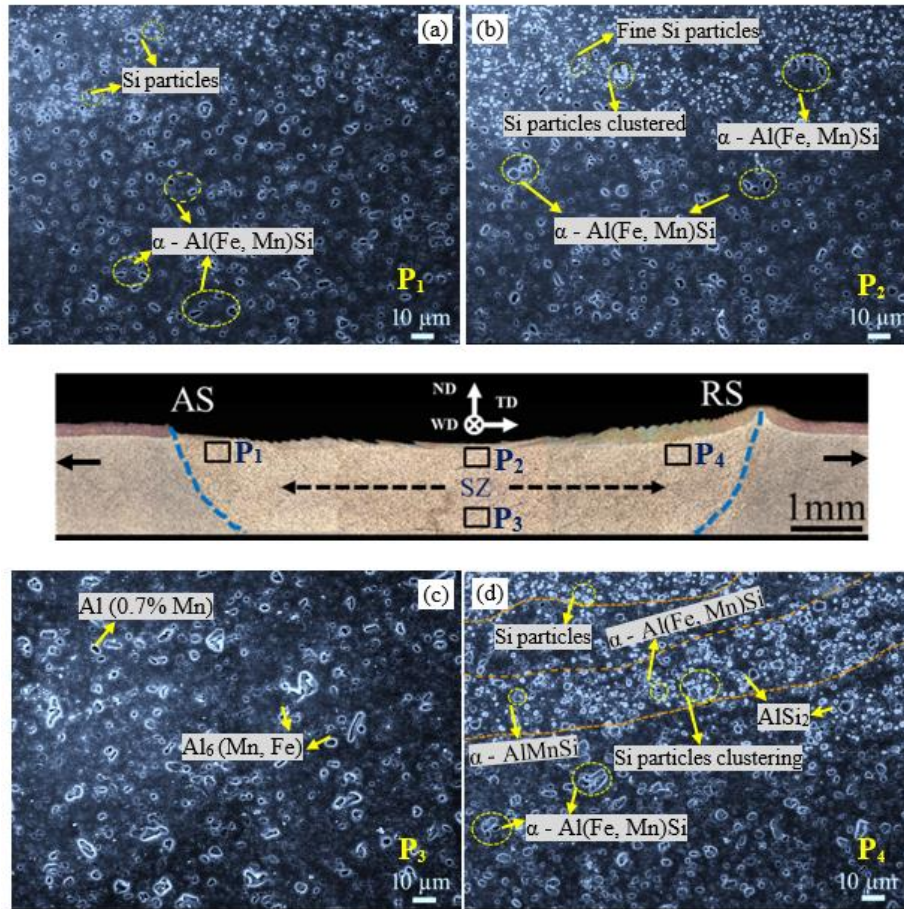 (a)
Si particles
α - Al(Fe, Mn)Si
P₁
10 µm
(b)
Fine Si particles
Si particles clustered
α - Al(Fe, Mn)Si
α - Al(Fe, Mn)Si
P₂
10 µm
AS
ND
TD
WD
RS
P₁
P₂
P₄
SZ
P₃
1mm
(c)
Al (0.7% Mn)
Al₆ (Mn, Fe)
P₃
10 µm
(d)
Si particles
α - Al(Fe, Mn)Si
AlSi₂
α - AlMnSi
Si particles clustering
α - Al(Fe, Mn)Si
P₄
10 µm